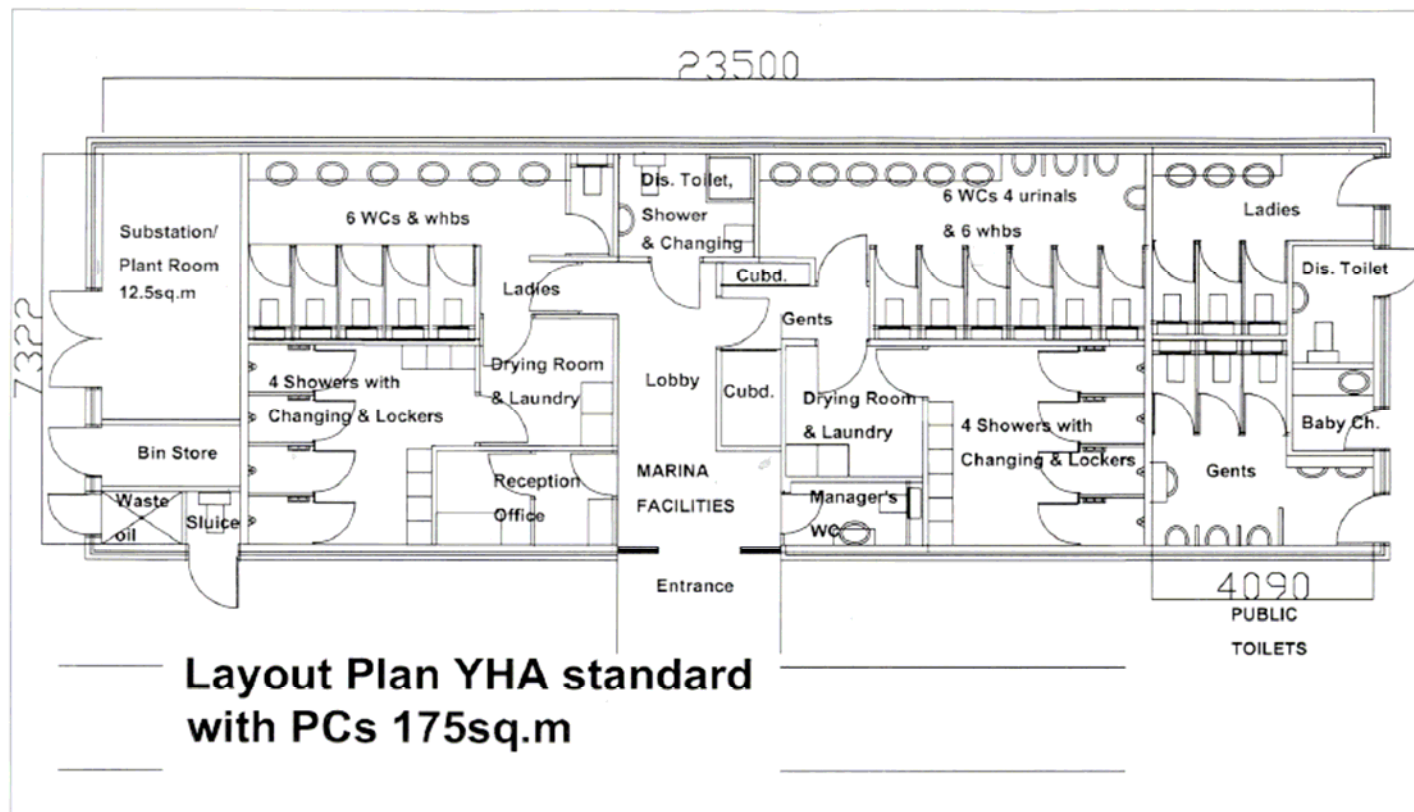 23500
6 WCs & whbs
Dis. Toilet,
Shower
& Changing
6 WCs 4 urinals
& 6 whbs
Ladies
Substation/
Plant Room
12.5sq.m
Dis. Toilet
Cubd.
Ladies
Gents
7322
Drying Room
& Laundry
Lobby
Cubd.
4 Showers with
Changing & Lockers
Drying Room
& Laundry
4 Showers with
Changing & Lockers
Baby Ch.
Bin Store
Gents
Reception
Office
MARINA
FACILITIES
Manager's
WC
Waste
oil
Sluice
Entrance
4090
PUBLIC
TOILETS
Layout Plan YHA standard
with PCs 175sq.m